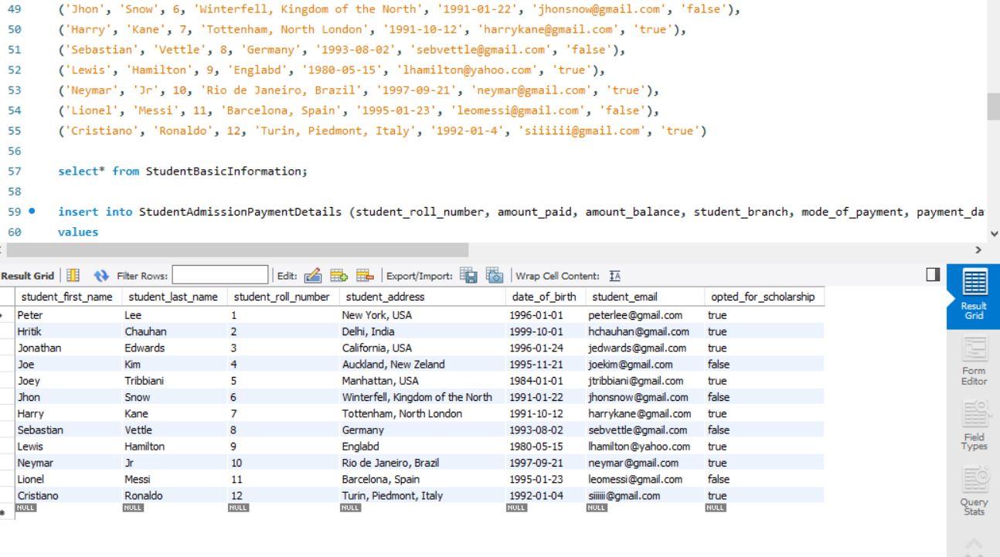 49 ('Jhon', 'Snow', 6, 'Winterfell, Kingdom of the North', '1991-01-22', 'jhonsnow@gmail.com', 'false'),
50 ('Harry', 'Kane', 7, 'Tottenham, North London', '1991-10-12', 'harrykane@gmail.com', 'true'),
51 ('Sebastian', 'Vettle', 8, 'Germany', '1993-08-02', 'sebvettle@gmail.com', 'false'),
52 ('Lewis', 'Hamilton', 9, 'Englabd', '1980-05-15', 'lhamilton@yahoo.com', 'true'),
53 ('Neymar', 'Jr', 10, 'Rio de Janeiro, Brazil', '1997-09-21', 'neymar@gmail.com', 'true'),
54 ('Lionel', 'Messi', 11, 'Barcelona, Spain', '1995-01-23', 'leomessi@gmail.com', 'false'),
55 ('Cristiano', 'Ronaldo', 12, 'Turin, Piedmont, Italy', '1992-01-4', 'siiiiii@gmail.com', 'true')
56
57 select* from StudentBasicInformation;
58
59 insert into StudentAdmissionPaymentDetails (student_roll_number, amount_paid, amount_balance, student_branch, mode_of_payment, payment_da
60 values
Result Grid Filter Rows: Edit: Export/Import: Wrap Cell Content: IA
student_first_name student_last_name student_roll_number student_address date_of_birth student_email opted_for_scholarship
Peter Lee 1 New York, USA 1996-01-01 peterlee@gmail.com true
Hritik Chauhan 2 Delhi, India 1999-10-01 hchauhan@gmail.com true
Jonathan Edwards 3 California, USA 1996-01-24 jedwards@gmail.com true
Joe Kim 4 Auckland, New Zeland 1995-11-21 joekim@gmail.com false
Joey Tribbiani 5 Manhattan, USA 1984-01-01 jtribbiani@gmail.com true
Jhon Snow 6 Winterfell, Kingdom of the North 1991-01-22 jhonsnow@gmail.com false
Harry Kane 7 Tottenham, North London 1991-10-12 harrykane@gmail.com true
Sebastian Vettle 8 Germany 1993-08-02 sebvettle@gmail.com false
Lewis Hamilton 9 Englabd 1980-05-15 lhamilton@yahoo.com true
Neymar Jr 10 Rio de Janeiro, Brazil 1997-09-21 neymar@gmail.com true
Lionel Messi 11 Barcelona, Spain 1995-01-23 leomessi@gmail.com false
Cristiano Ronaldo 12 Turin, Piedmont, Italy 1992-01-04 siiiiii@gmail.com true
NULL NULL NULL NULL NULL NULL NULL
Result
Grid
Form
Editor
Field
Types
Query
Stats